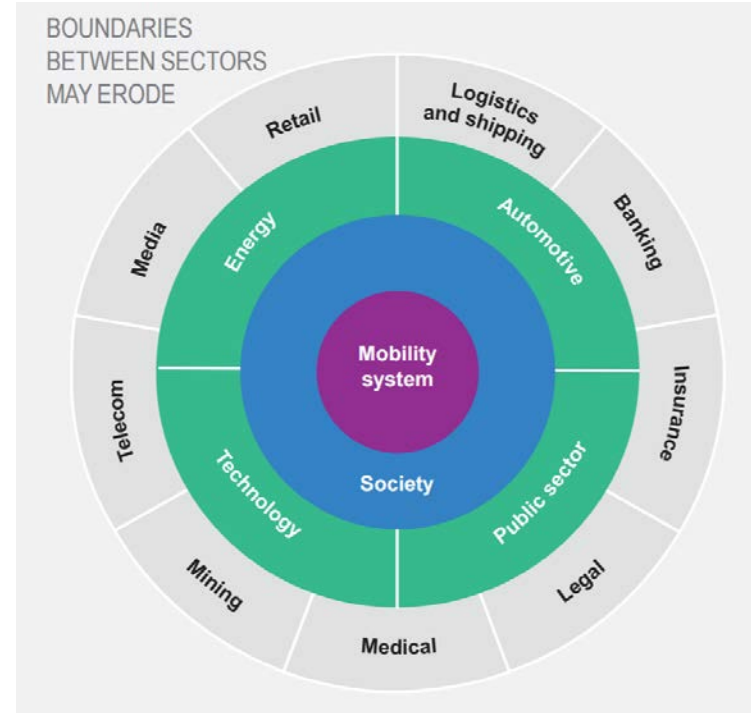 BOUNDARIES
BETWEEN SECTORS
MAY ERODE
Logistics
and shipping
Banking
Insurance
Legal
Medical
Mining
Telecom
Media
Retail
Energy
Automotive
Public sector
Technology
Mobility
system
Society